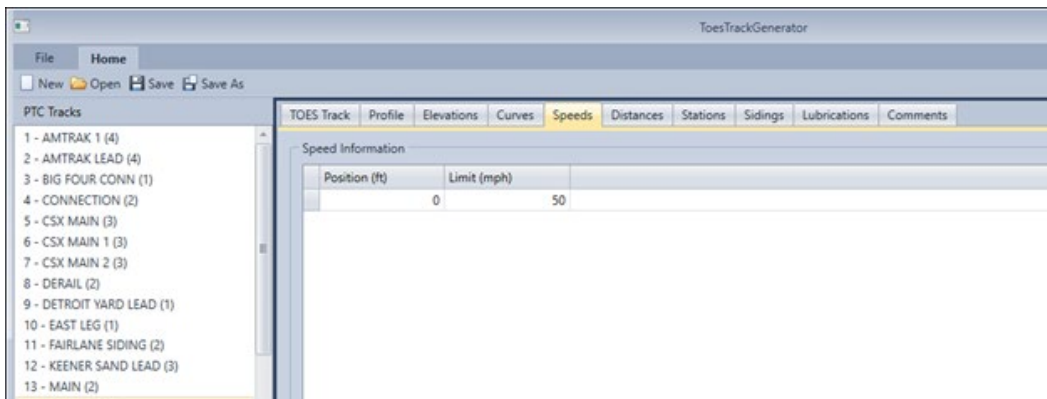 ToesTrackGenerator
File Home
New Open Save Save As
PTC Tracks
1 - AMTRAK 1 (4)
2 - AMTRAK LEAD (4)
3 - BIG FOUR CONN (1)
4 - CONNECTION (2)
5 - CSX MAIN (3)
6 - CSX MAIN 1 (3)
7 - CSX MAIN 2 (3)
8 - DERAIL (2)
9 - DETROIT YARD LEAD (1)
10 - EAST LEG (1)
11 - FAIRLANE SIDING (2)
12 - KEENER SAND LEAD (3)
13 - MAIN (2)
TOES Track Profile Elevations Curves Speeds Distances Stations Sidings Lubrications Comments
Speed Information
Position (ft) Limit (mph)
0 50